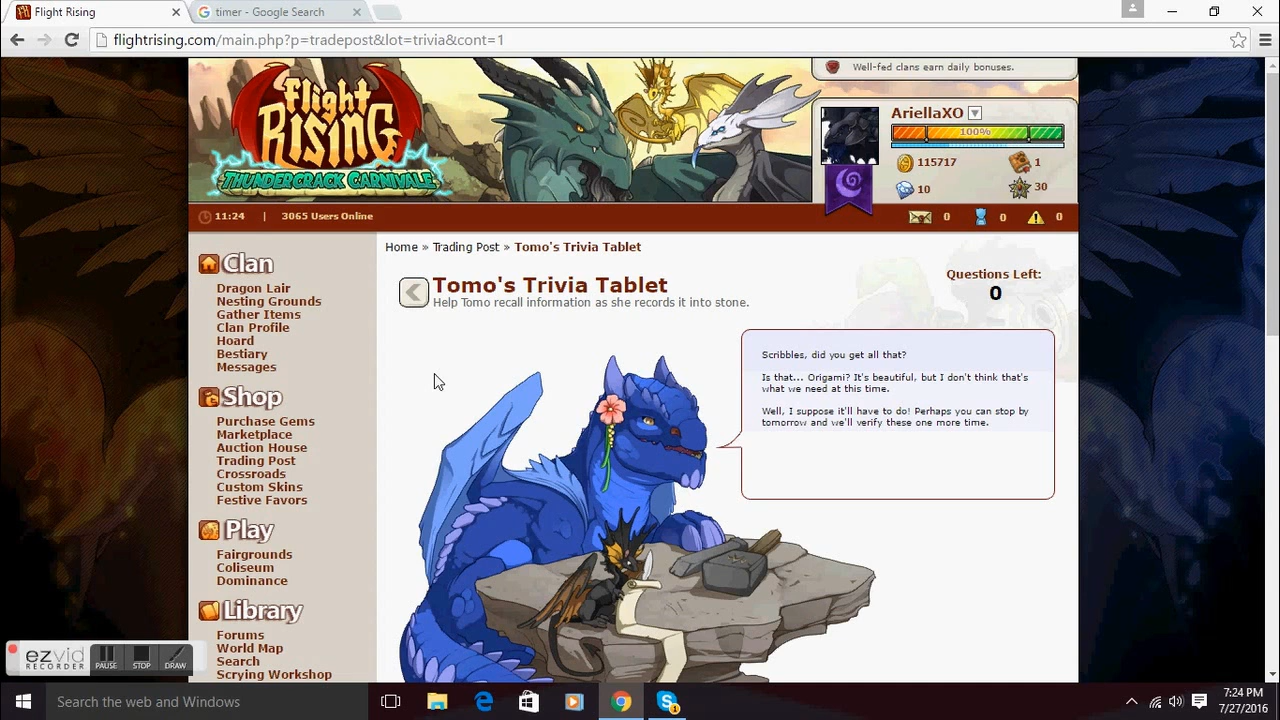 Flight Rising
timer - Google Search
flightrising.com/main.php?p=tradepost&lot=trivia&cont=1
Flight
RISING
THUNDERCRACK CARNIVALE
Well-fed clans earn daily bonuses.
AriellaXO
100%
115717
1
10
30
11:24 | 3065 Users Online
0
0
0
Clan
Dragon Lair
Nesting Grounds
Gather Items
Clan Profile
Hoard
Bestiary
Messages
Shop
Purchase Gems
Marketplace
Auction House
Trading Post
Crossroads
Custom Skins
Festive Favors
Play
Fairgrounds
Coliseum
Dominance
Library
Forums
World Map
Search
Scrying Workshop
Home » Trading Post » Tomo's Trivia Tablet
Tomo's Trivia Tablet
Help Tomo recall information as she records it into stone.
Questions Left:
0
Scribbles, did you get all that?
Is that... Origami? It's beautiful, but I don't think that's
what we need at this time.
Well, I suppose it'll have to do! Perhaps you can stop by
tomorrow and we'll verify these one more time.
ezvid
RECORDER
PAUSE
STOP
DRAW
Search the web and Windows
1
7:24 PM
7/27/2016